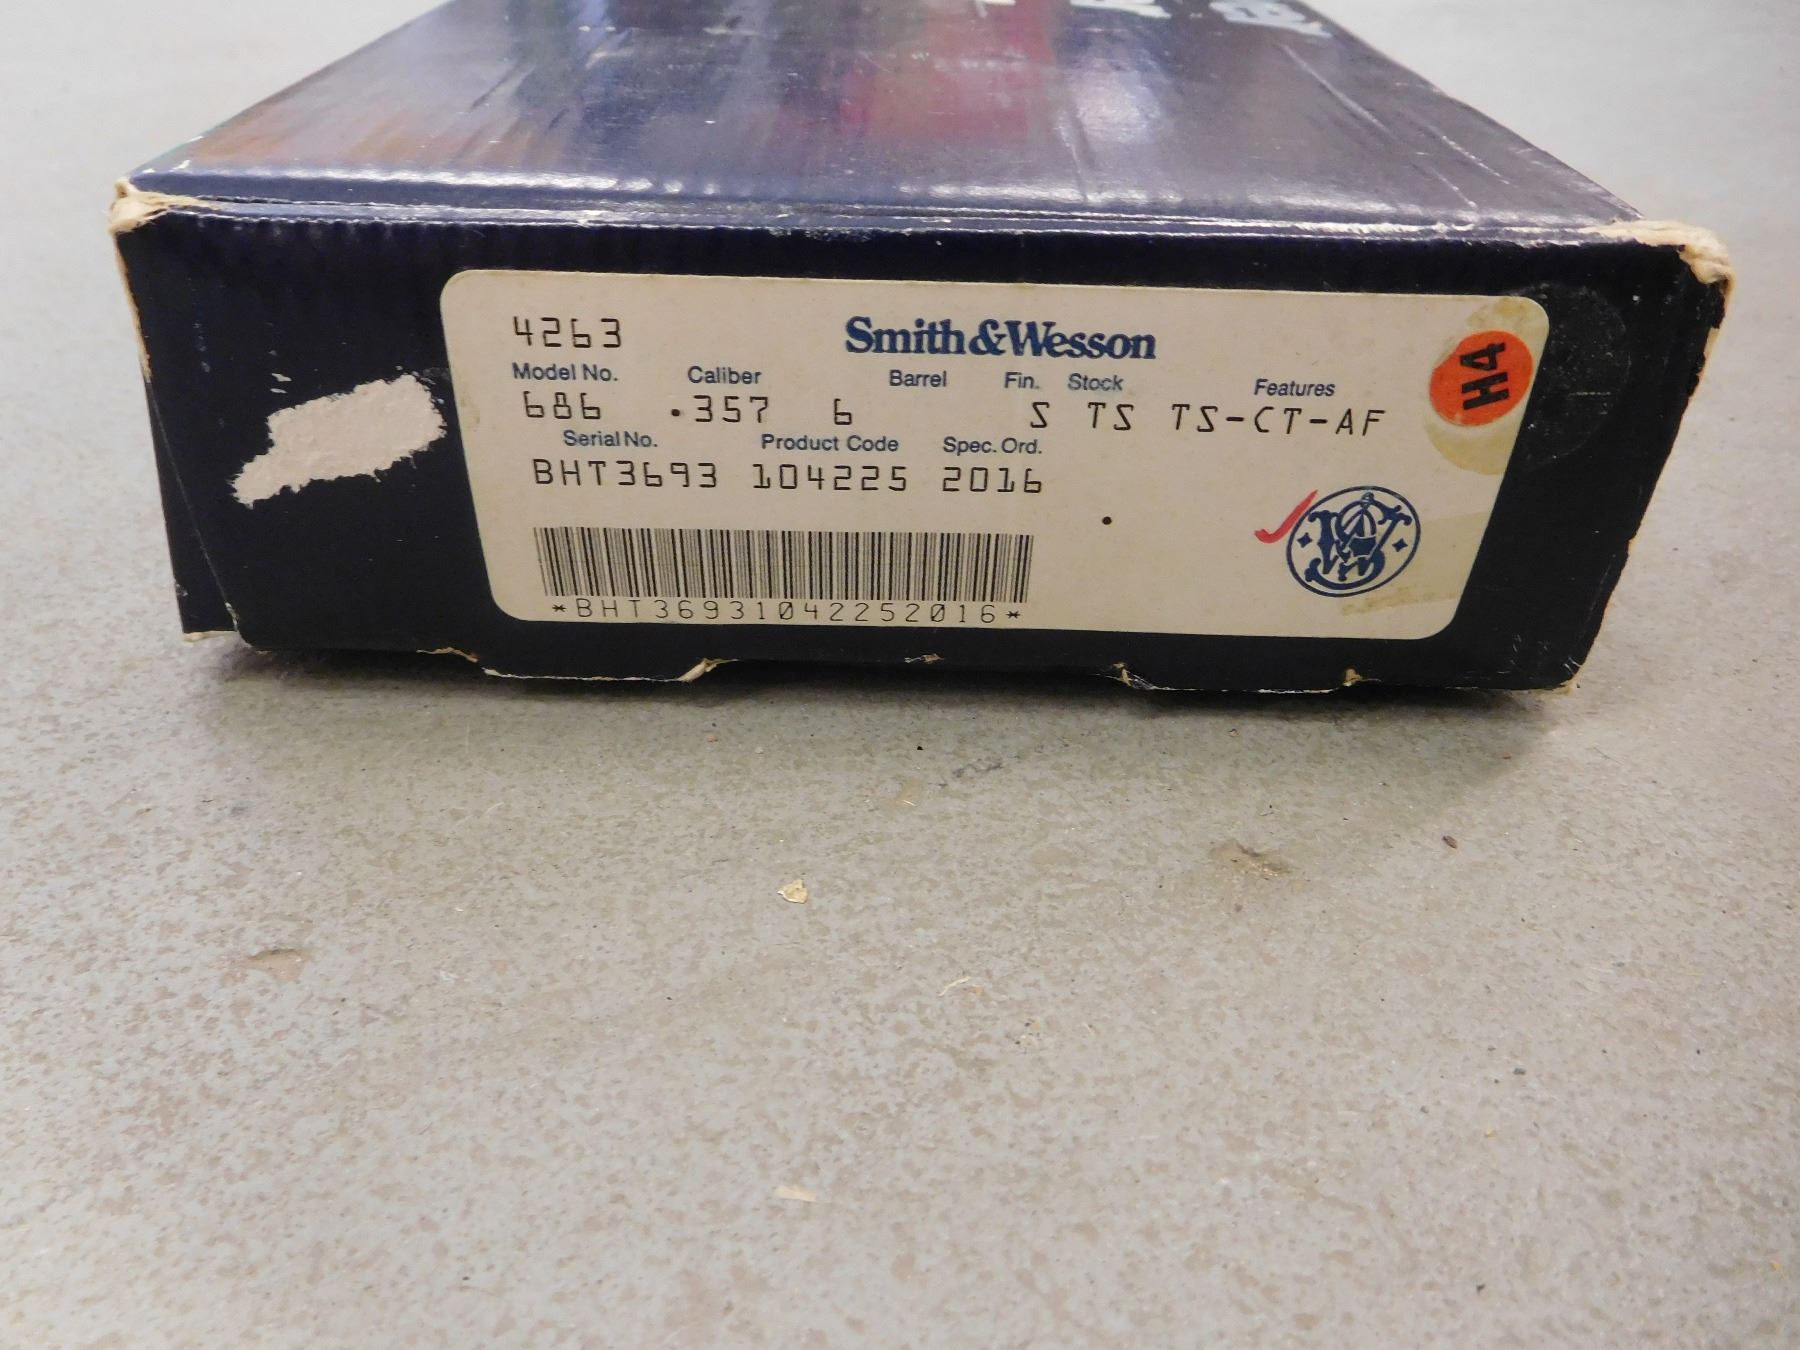 4263
Smith&Wesson
Model No. Caliber Barrel Fin. Stock Features
686 .357 6 S TS TS-CT-AF
Serial No. Product Code Spec. Ord.
BHT3693 104225 2016
*BHT36931042252016*
H4